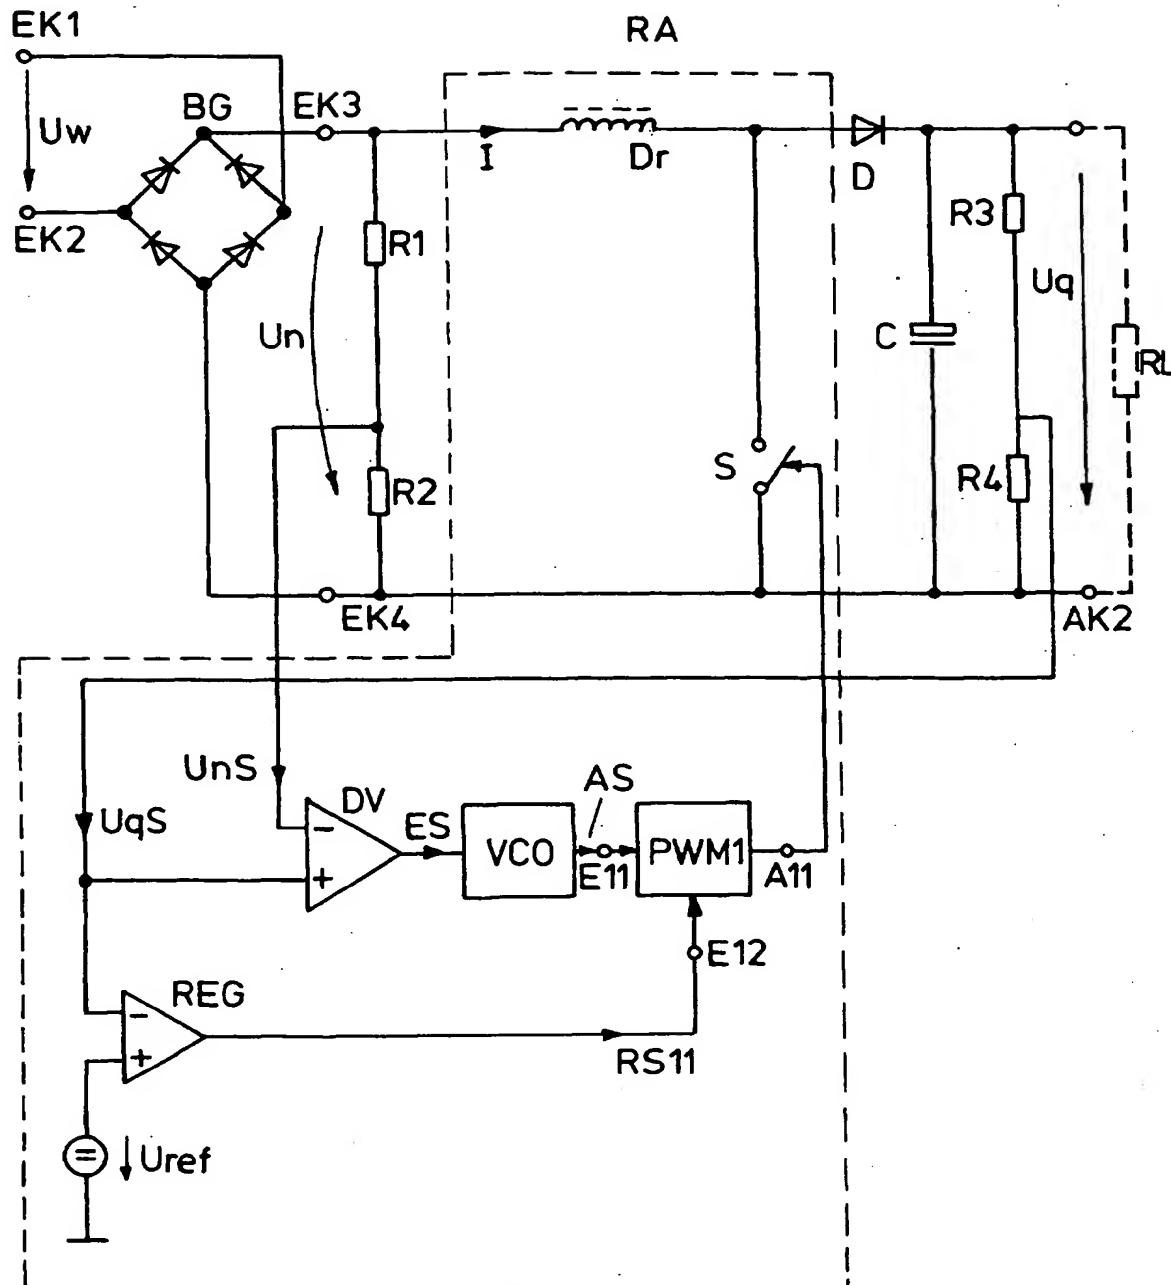 EK1
RA
BG
EK3
Uw
I
Dr
D
EK2
R1
R3
Un
Uq
C
RL
S
R2
R4
EK4
AK2
UnS
DV
AS
UqS
ES
VCO
PWM1
E11
A11
−
+
E12
REG
−
+
RS11
=
Uref